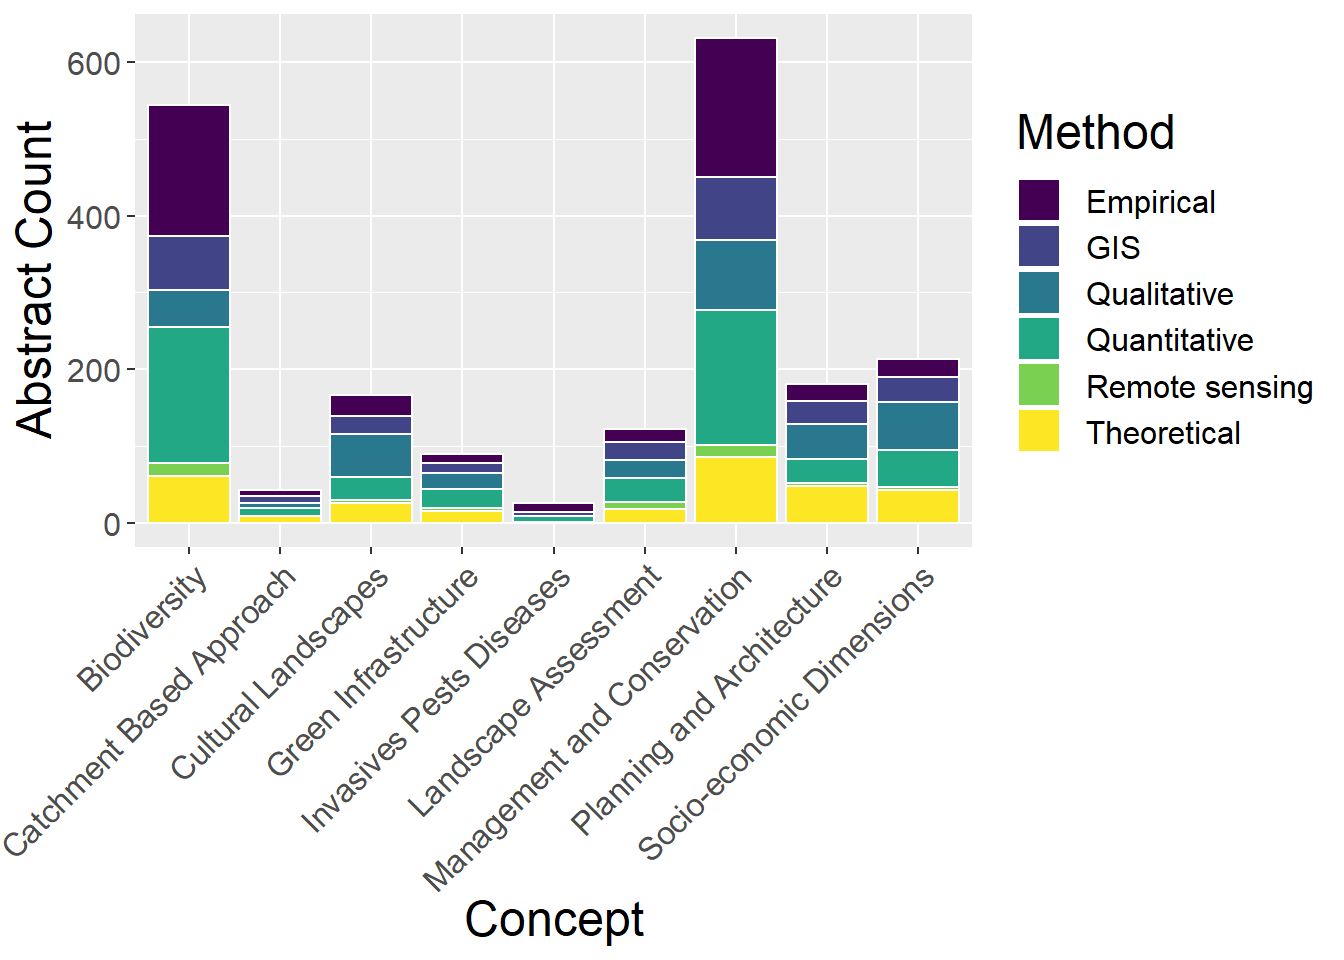 Abstract Count
600
400
200
0
Biodiversity
Catchment Based Approach
Cultural Landscapes
Green Infrastructure
Invasives Pests Diseases
Landscape Assessment
Management and Conservation
Planning and Architecture
Socio-economic Dimensions
Concept
Method
Empirical
GIS
Qualitative
Quantitative
Remote sensing
Theoretical